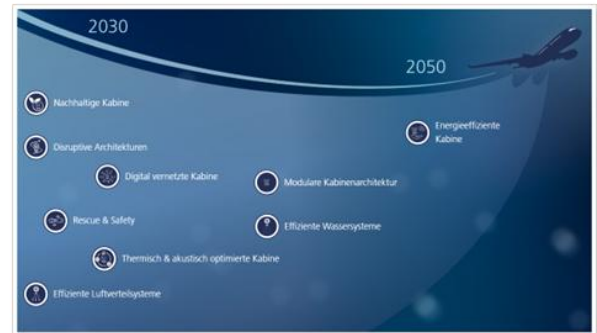 2030
2050
Nachhaltige Kabine
Energieeffiziente
Kabine
Disruptive Architekturen
Digital vernetzte Kabine
Modulare Kabinenarchitektur
Rescue & Safety
Effiziente Wassersysteme
Thermisch & akustisch optimierte Kabine
Effiziente Luftverteilsysteme